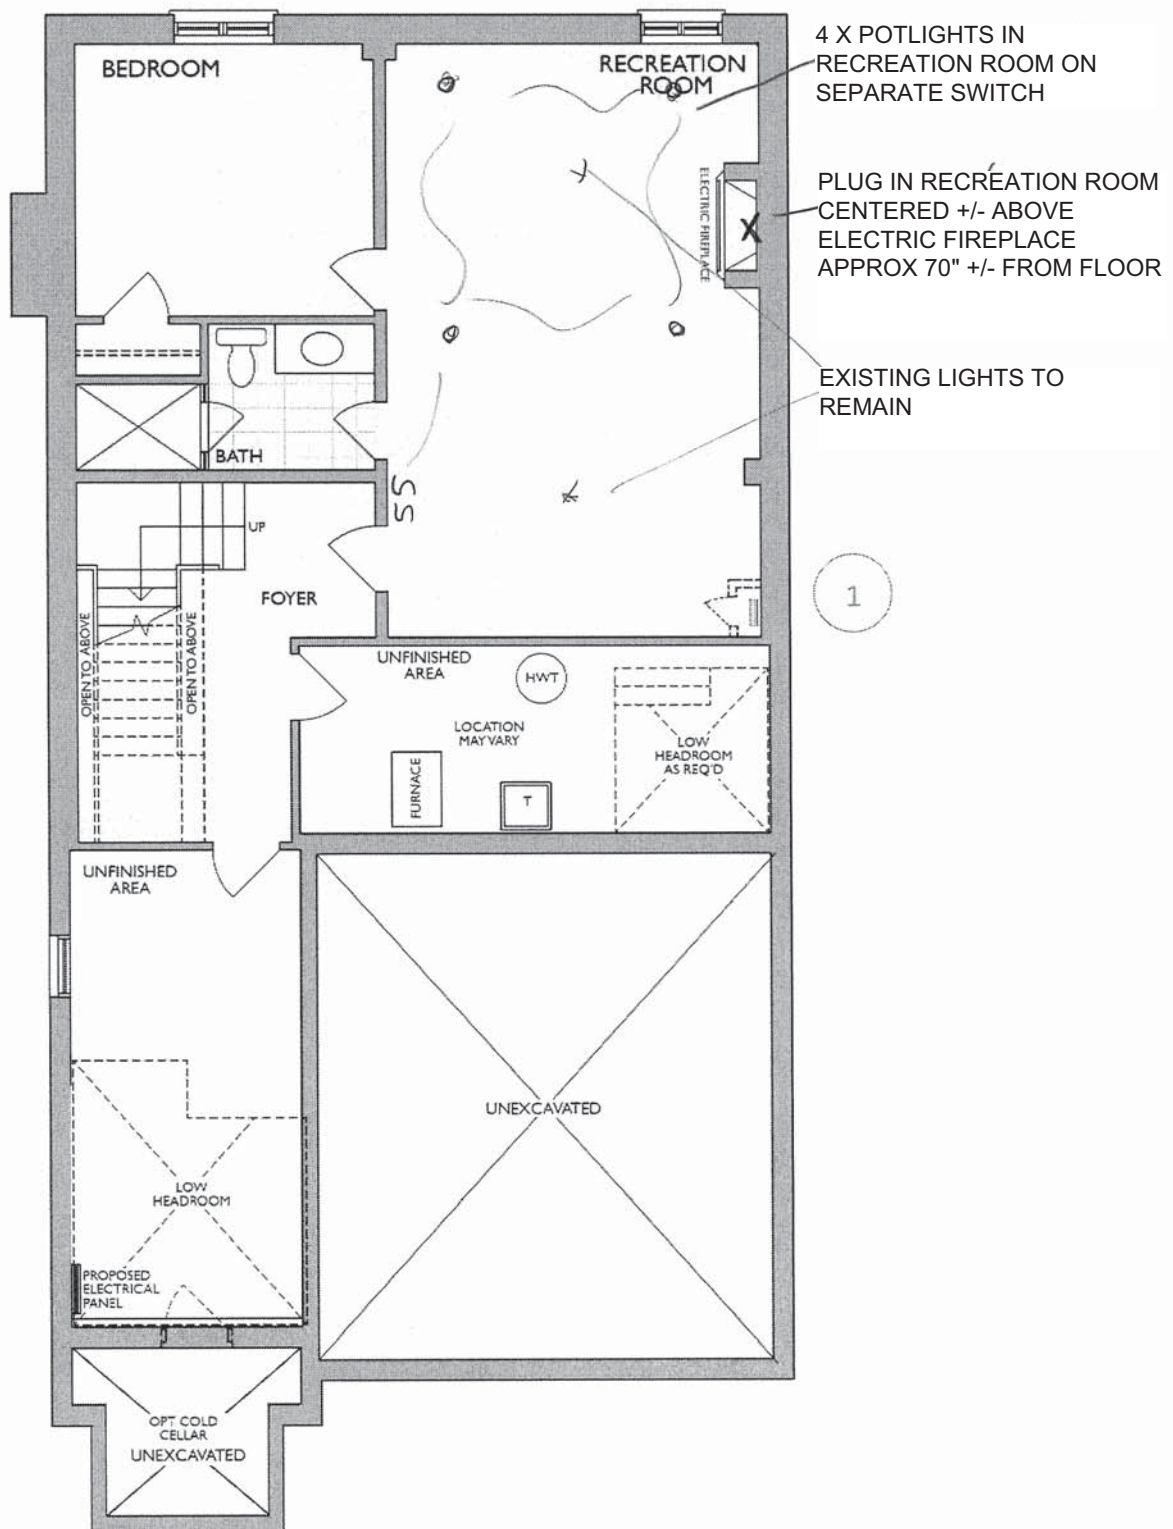 BEDROOM
RECREATION
ROOM
4 X POTLIGHTS IN
RECREATION ROOM ON
SEPARATE SWITCH
ELECTRIC FIREPLACE
X
PLUG IN RECREATION ROOM
CENTERED +/- ABOVE
ELECTRIC FIREPLACE
APPROX 70" +/- FROM FLOOR
EXISTING LIGHTS TO
REMAIN
BATH
SS
UP
FOYER
OPEN TO ABOVE
OPEN TO ABOVE
1
UNFINISHED
AREA
HWT
LOCATION
MAY VARY
FURNACE
T
LOW
HEADROOM
AS REQ'D
UNFINISHED
AREA
UNEXCAVATED
LOW
HEADROOM
PROPOSED
ELECTRICAL
PANEL
OPT COLD
CELLAR
UNEXCAVATED